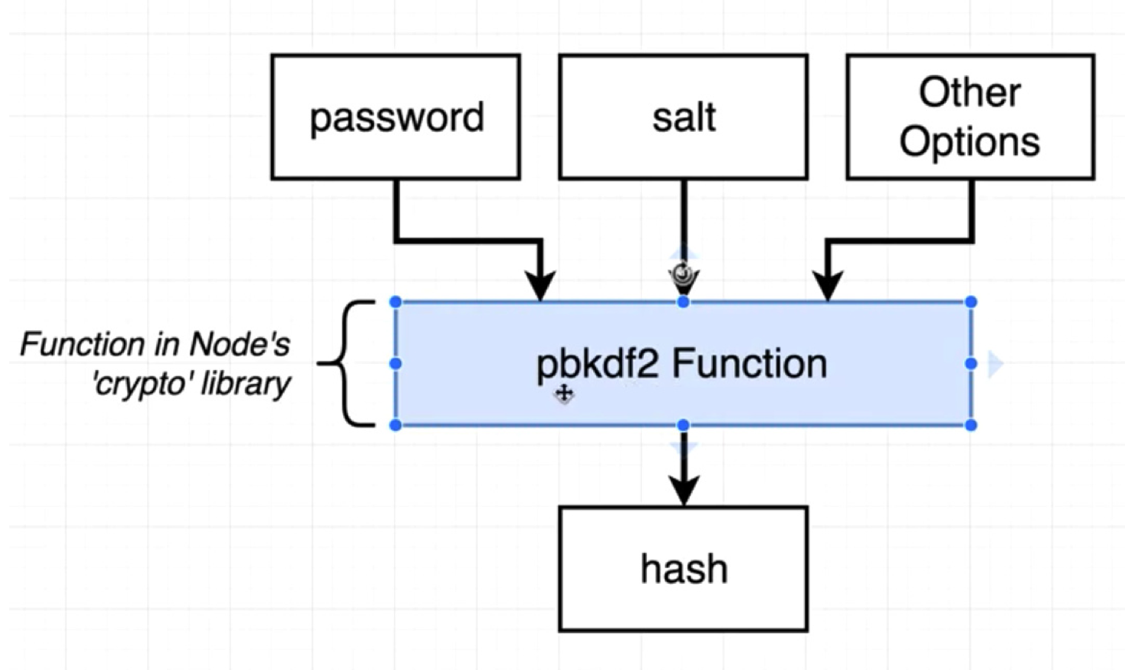 password
salt
Other
Options
Function in Node's
'crypto' library
pbkdf2 Function
hash